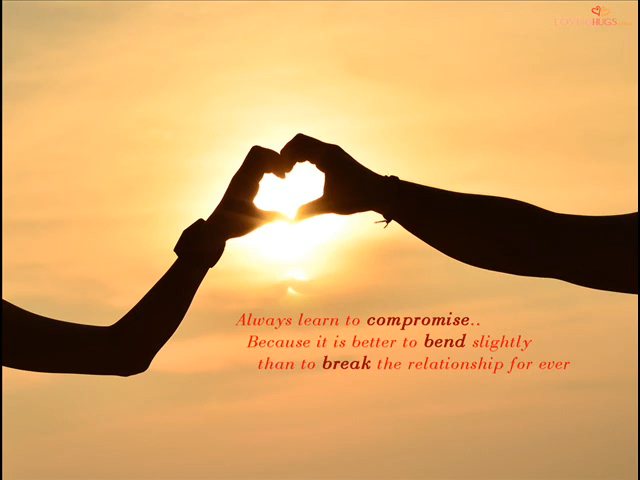 Always learn to compromise..
Because it is better to bend slightly
than to break the relationship for ever